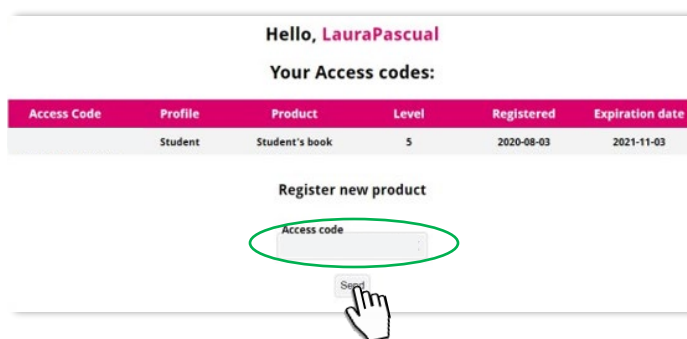 Hello, LauraPascual
Your Access codes:
Access Code Profile Product Level Registered Expiration date
Student Student's book 5 2020-08-03 2021-11-03
Register new product
Access code
Send